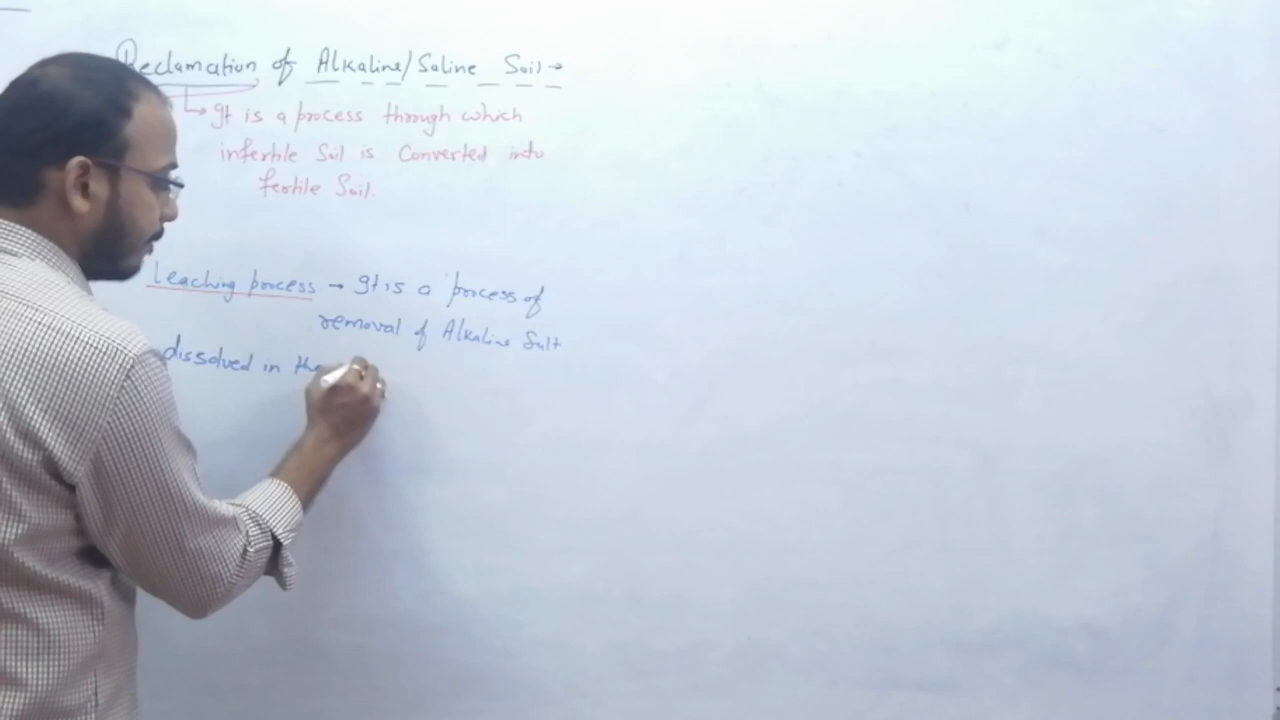 Reclamation of Alkaline/Saline Soil →
It is a process through which
infertile Soil is Converted into
fertile Soil.
Leaching process → It is a process of
removal of Alkaline Salt
dissolved in the